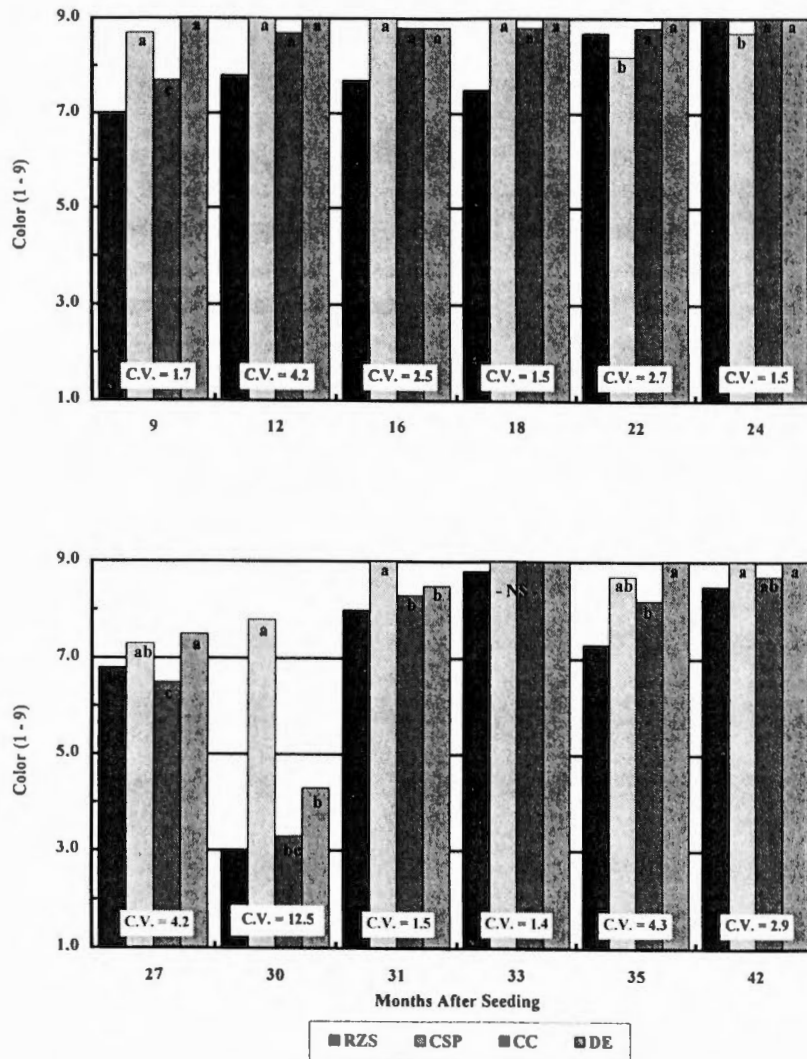 9.0
7.0
5.0
3.0
1.0
Color (1 - 9)
a c a
a a a
a a a
a a a
b a a
b a a
C.V. = 1.7 C.V. = 4.2 C.V. = 2.5 C.V. = 1.5 C.V. = 2.7 C.V. = 1.5
9 12 16 18 22 24
9.0
7.0
5.0
3.0
1.0
Color (1 - 9)
ab c a
a bc b
a b b
- NS
ab b a
a ab a
C.V. = 4.2 C.V. = 12.5 C.V. = 1.5 C.V. = 1.4 C.V. = 4.3 C.V. = 2.9
27 30 31 33 35 42
Months After Seeding
RZS CSP CC DE